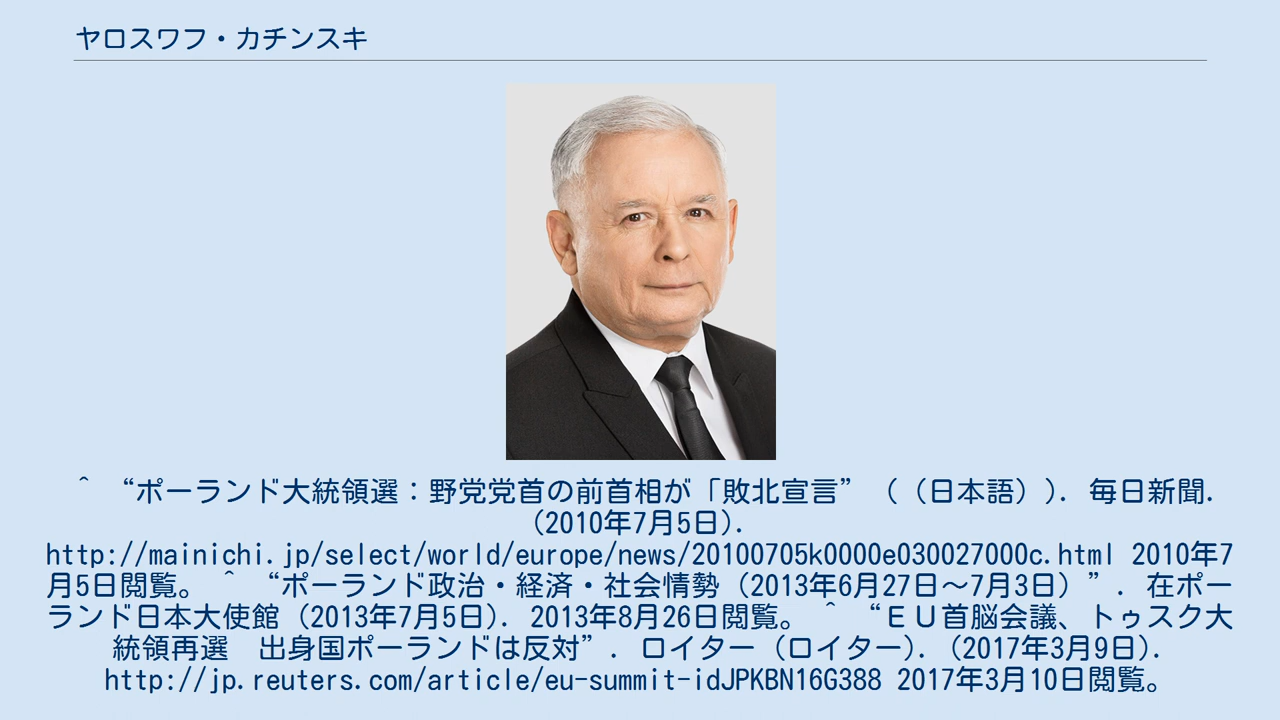 ヤロスワフ・カチンスキ
^ “ポーランド大統領選：野党党首の前首相が「敗北宣言” （（日本語）). 毎日新聞.
(2010年7月5日).
http://mainichi.jp/select/world/europe/news/20100705k0000e030027000c.html 2010年7
月5日閲覧。 ^ “ポーランド政治・経済・社会情勢（2013年6月27日～7月3日）”. 在ポー
ランド日本大使館 (2013年7月5日). 2013年8月26日閲覧。 ^ “ＥＵ首脳会議、トゥスク大
統領再選　出身国ポーランドは反対”. ロイター (ロイター). (2017年3月9日).
http://jp.reuters.com/article/eu-summit-idJPKBN16G388 2017年3月10日閲覧。